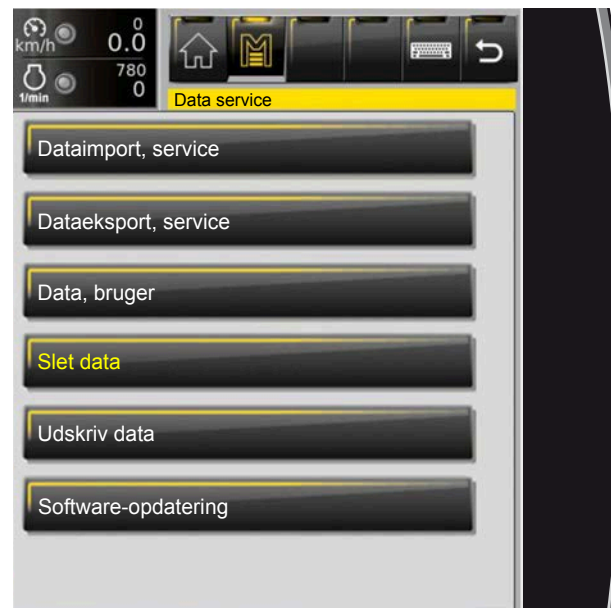 0
km/h 0.0
780
1/min 0
Data service
Dataimport, service
Dataeksport, service
Data, bruger
Slet data
Udskriv data
Software-opdatering